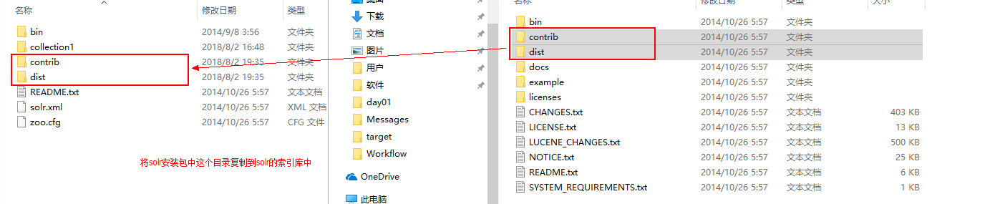 名称
修改日期
类型
bin
2014/9/8 3:56
文件夹
collection1
2018/8/2 16:48
文件夹
contrib
2018/8/2 19:35
文件夹
dist
2018/8/2 19:35
文件夹
README.txt
2014/10/26 5:57
文本文档
solr.xml
2014/10/26 5:57
XML 文档
zoo.cfg
2014/10/26 5:57
CFG 文件
将solr安装包中这个目录复制到solr的索引库中
桌面
下载
文档
图片
用户
软件
day01
Messages
target
Workflow
OneDrive
此电脑
名称
修改日期
类型
大小
bin
2014/10/26 5:57
文件夹
contrib
2014/10/26 5:57
文件夹
dist
2014/10/26 5:57
文件夹
docs
2014/10/26 5:57
文件夹
example
2014/10/26 5:57
文件夹
licenses
2014/10/26 5:57
文件夹
CHANGES.txt
2014/10/26 5:57
文本文档
403 KB
LICENSE.txt
2014/10/26 5:57
文本文档
13 KB
LUCENE_CHANGES.txt
2014/10/26 5:57
文本文档
500 KB
NOTICE.txt
2014/10/26 5:57
文本文档
25 KB
README.txt
2014/10/26 5:57
文本文档
6 KB
SYSTEM_REQUIREMENTS.txt
2014/10/26 5:57
文本文档
1 KB